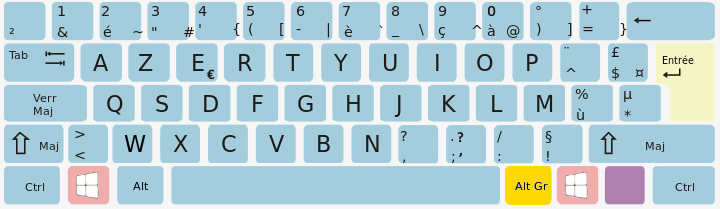 1 2 3 4 5 6 7 8 9 0 ° +
² & é ~ " # ' { ( [ - | è ` _ \ ç ^ à @ ) ] = } ←
Tab A Z E € R T Y U I O P ¨ ^ £ $ ¤ Entrée
Verr Maj Q S D F G H J K L M % ù µ *
⇧ Maj > < W X C V B N ? , . ? ; ′ / : § ! ⇧ Maj
Ctrl Alt Alt Gr Ctrl